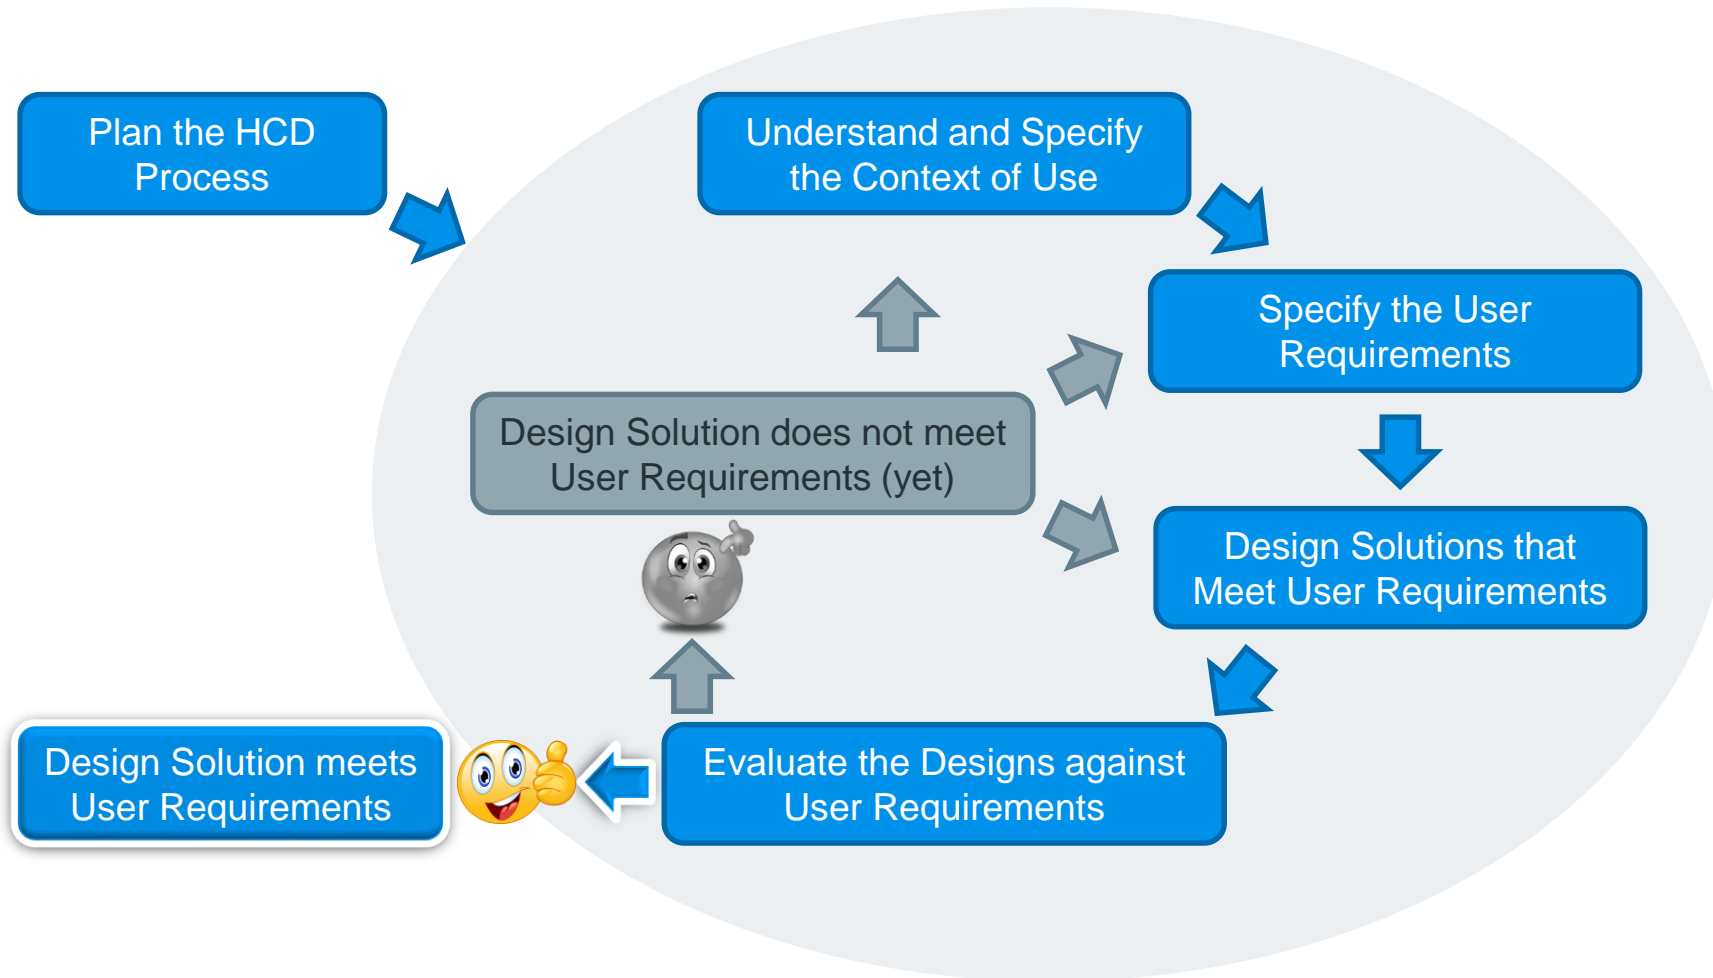 Plan the HCD
Process
Understand and Specify
the Context of Use
Specify the User
Requirements
Design Solution does not meet
User Requirements (yet)
Design Solutions that
Meet User Requirements
Design Solution meets
User Requirements
Evaluate the Designs against
User Requirements